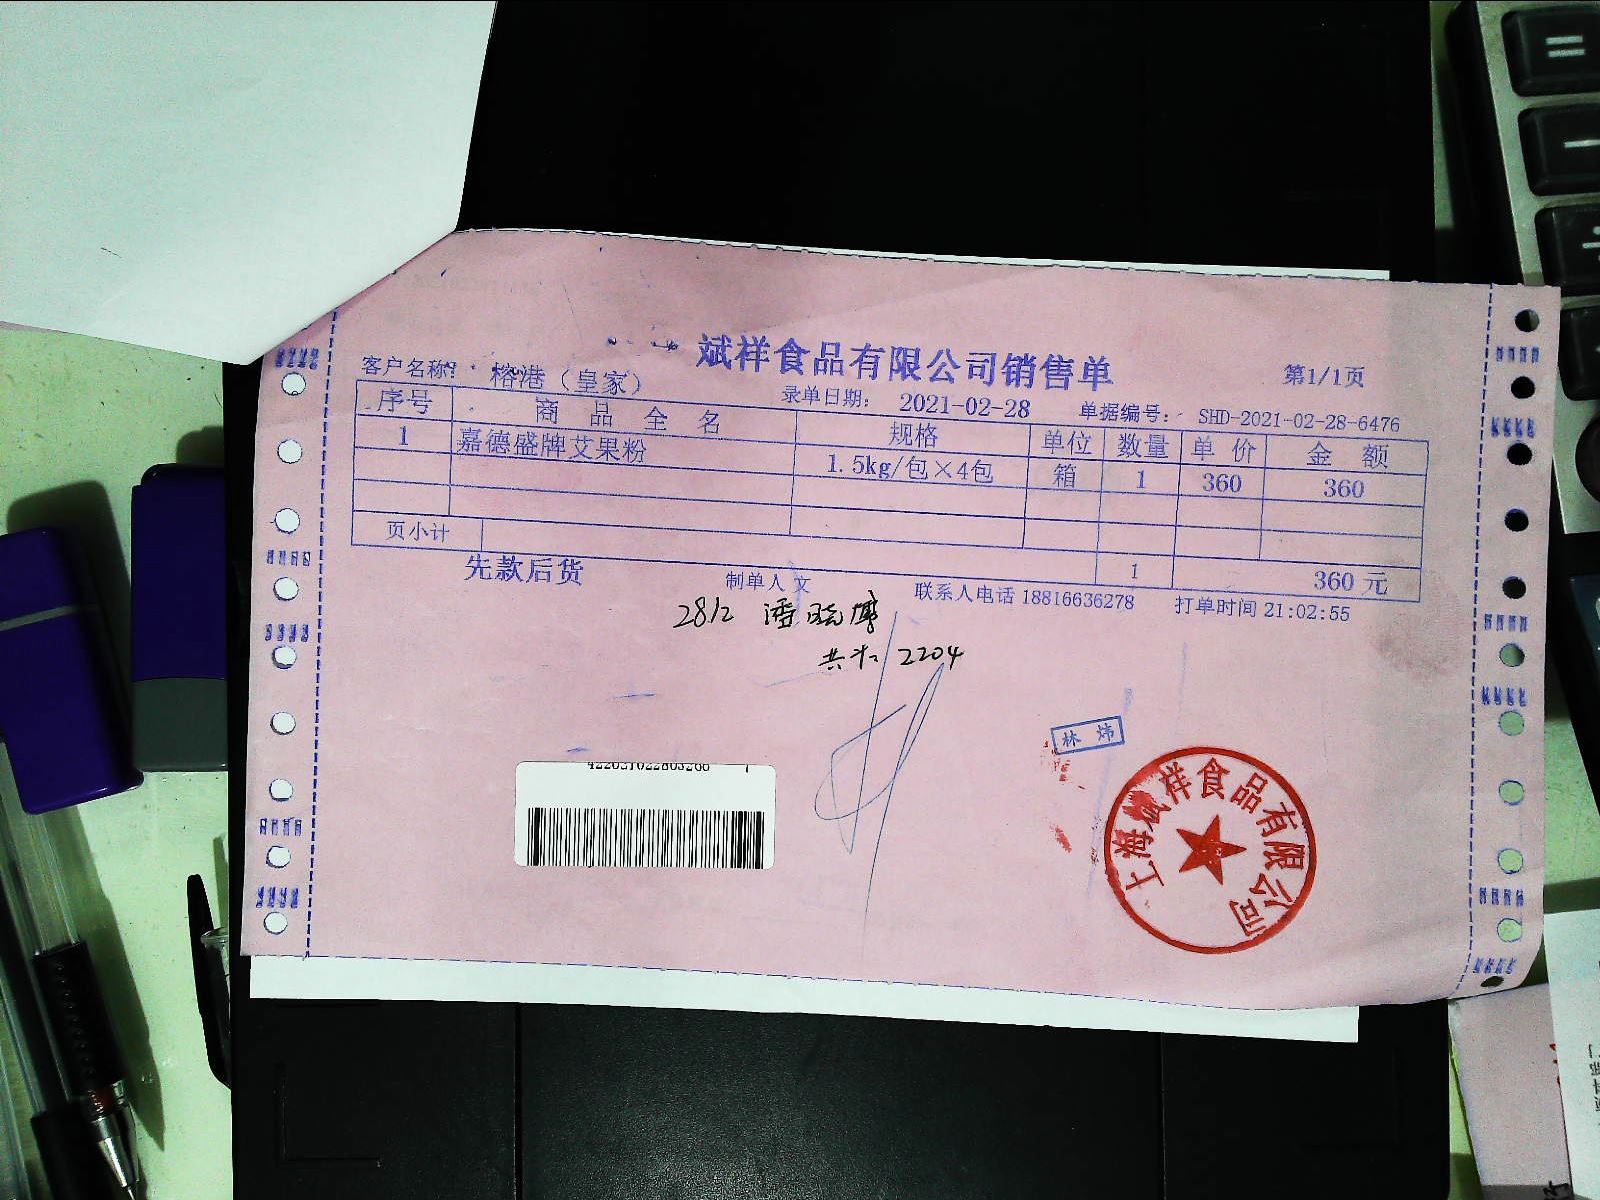 斌祥食品有限公司销售单
第1/1页
客户名称: 榕港（皇家） 录单日期: 2021-02-28 单据编号: SHD-2021-02-28-6476
序号 商品全名 规格 单位 数量 单价 金额
1 嘉德盛牌艾果粉 1.5kg/包×4包 箱 1 360 360
页小计 1 360 元
先款后货 制单人 文 联系人电话 18816636278 打单时间 21:02:55
28/2 潘晓
2204
林 炜
上海斌祥食品有限公司